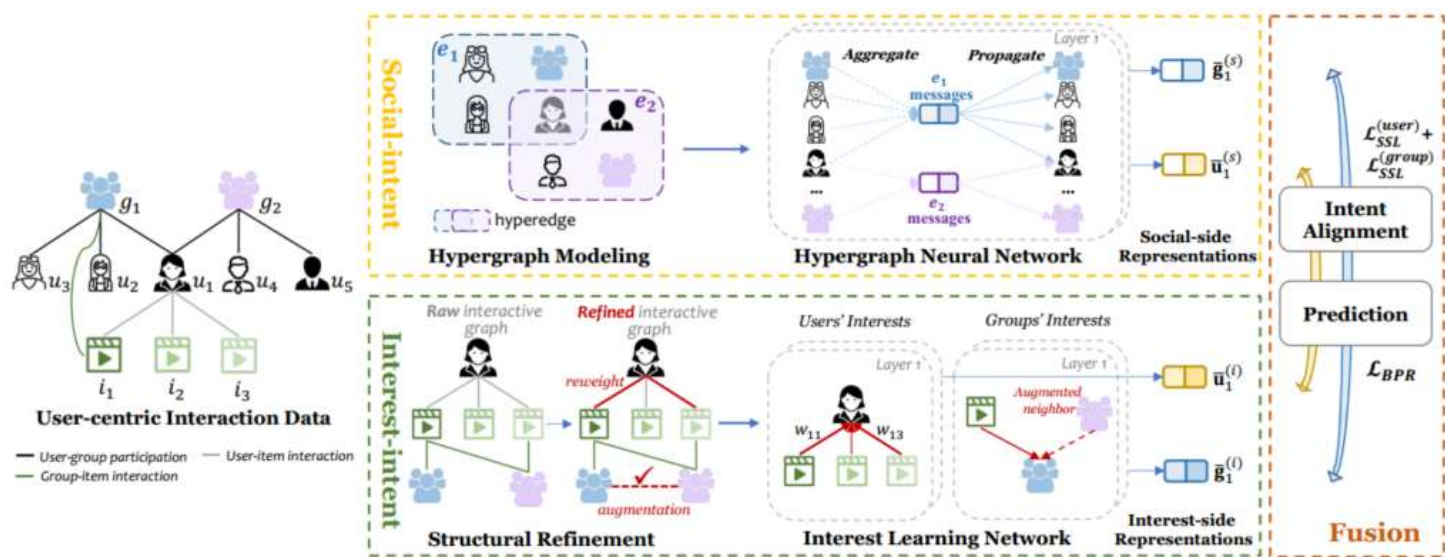 g₁
g₂
u₃
u₂
u₁
u₄
u₅
i₁
i₂
i₃
User-centric Interaction Data
User-group participation
User-item interaction
Group-item interaction
Social-intent
e₁
e₂
hyperedge
Hypergraph Modeling
Aggregate
Propagate
Layer 1
e₁
messages
...
...
e₂
messages
Hypergraph Neural Network
ḡ₁⁽ˢ⁾
ū₁⁽ˢ⁾
Social-side
Representations
Interest-intent
Raw interactive
graph
Refined interactive
graph
reweight
augmentation
Structural Refinement
Users' Interests
Groups' Interests
Layer 1
Layer 1
w₁₁
w₁₃
Augmented
neighbor
Interest Learning Network
ū₁⁽ⁱ⁾
ḡ₁⁽ⁱ⁾
Interest-side
Representations
ℒ_SSL^(user) +
ℒ_SSL^(group)
Intent
Alignment
Prediction
ℒ_BPR
Fusion